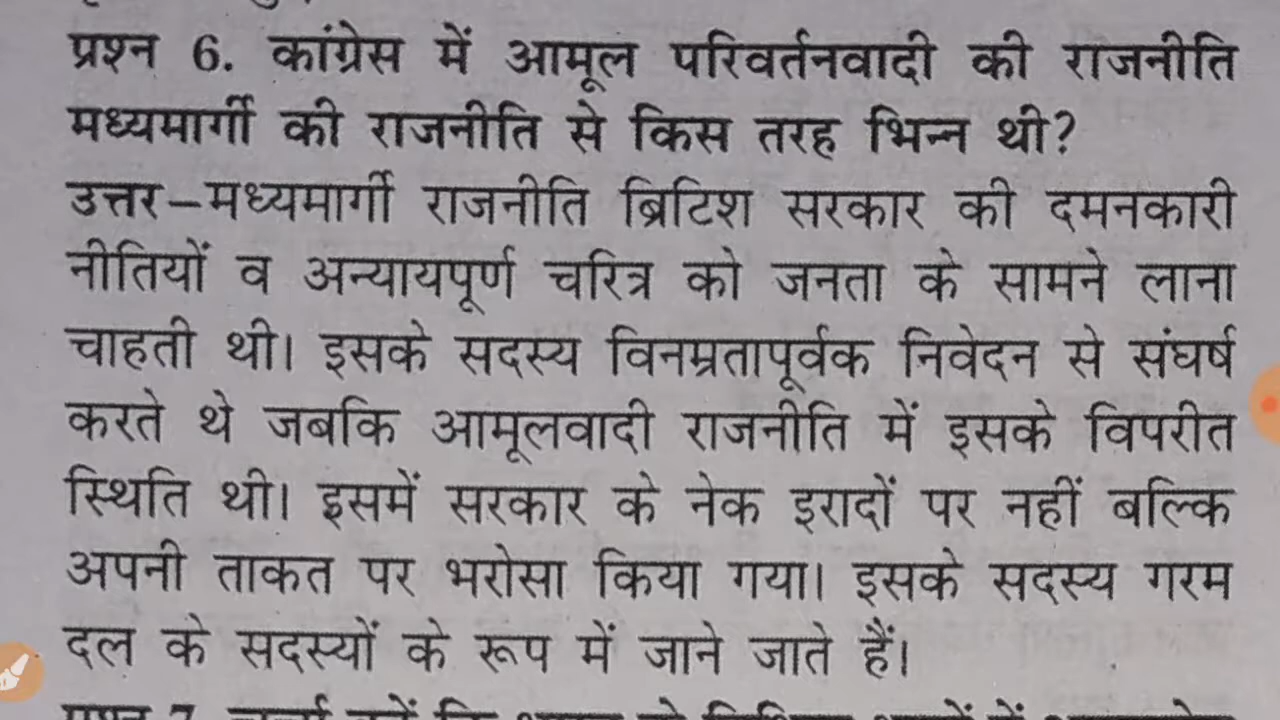 प्रश्न 6. कांग्रेस में आमूल परिवर्तनवादी की राजनीति
मध्यमार्गी की राजनीति से किस तरह भिन्न थी?
उत्तर–मध्यमार्गी राजनीति ब्रिटिश सरकार की दमनकारी
नीतियों व अन्यायपूर्ण चरित्र को जनता के सामने लाना
चाहती थी। इसके सदस्य विनम्रतापूर्वक निवेदन से संघर्ष
करते थे जबकि आमूलवादी राजनीति में इसके विपरीत
स्थिति थी। इसमें सरकार के नेक इरादों पर नहीं बल्कि
अपनी ताकत पर भरोसा किया गया। इसके सदस्य गरम
दल के सदस्यों के रूप में जाने जाते हैं।
प्रश्न 7.